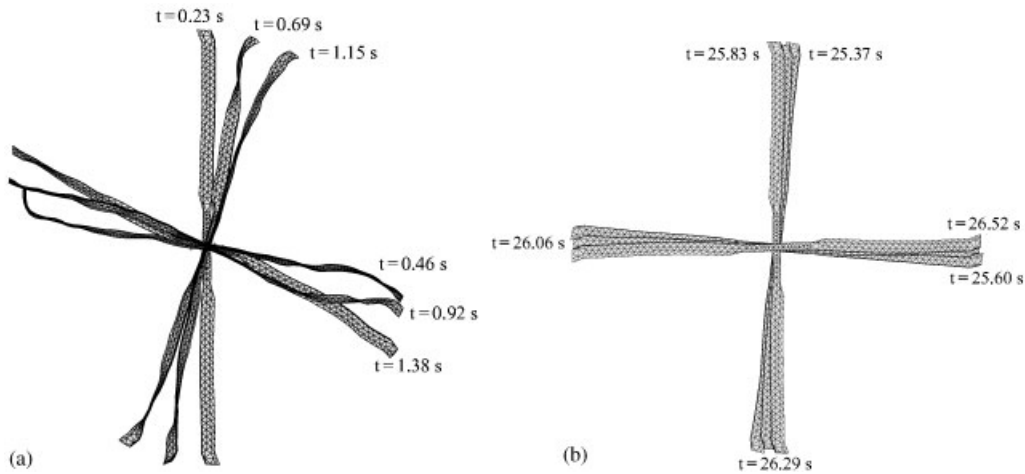 t=0.23 s
t=0.69 s
t=1.15 s
t=0.46 s
t=0.92 s
t=1.38 s
(a)
t=25.83 s
t=25.37 s
t=26.06 s
t=26.52 s
t=25.60 s
t=26.29 s
(b)